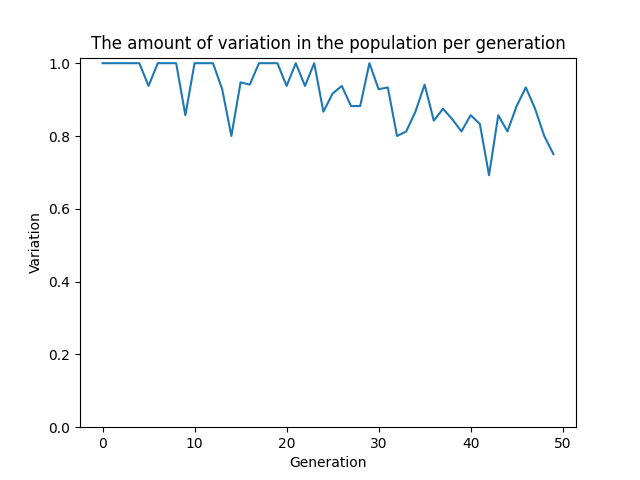 The amount of variation in the population per generation
1.0
0.8
0.6
0.4
0.2
0.0
Variation
0 10 20 30 40 50
Generation